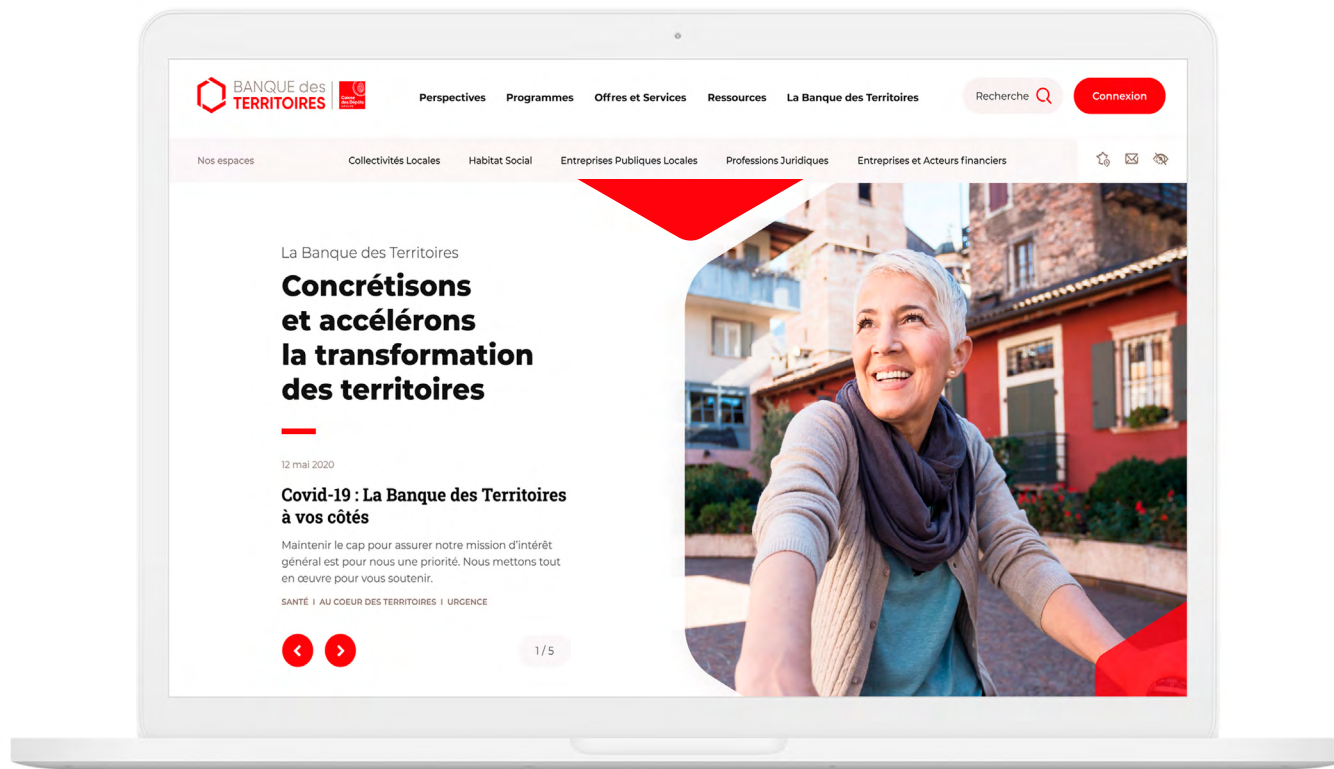 BANQUE des
TERRITOIRES
Caisse
des Dépôts
GROUPE
Perspectives Programmes Offres et Services Ressources La Banque des Territoires
Recherche
Connexion
Nos espaces
Collectivités Locales Habitat Social Entreprises Publiques Locales Professions Juridiques Entreprises et Acteurs financiers
La Banque des Territoires
Concrétisons
et accélérons
la transformation
des territoires
12 mai 2020
Covid-19 : La Banque des Territoires
à vos côtés
Maintenir le cap pour assurer notre mission d’intérêt
général est pour nous une priorité. Nous mettons tout
en œuvre pour vous soutenir.
SANTÉ I AU COEUR DES TERRITOIRES I URGENCE
1 / 5